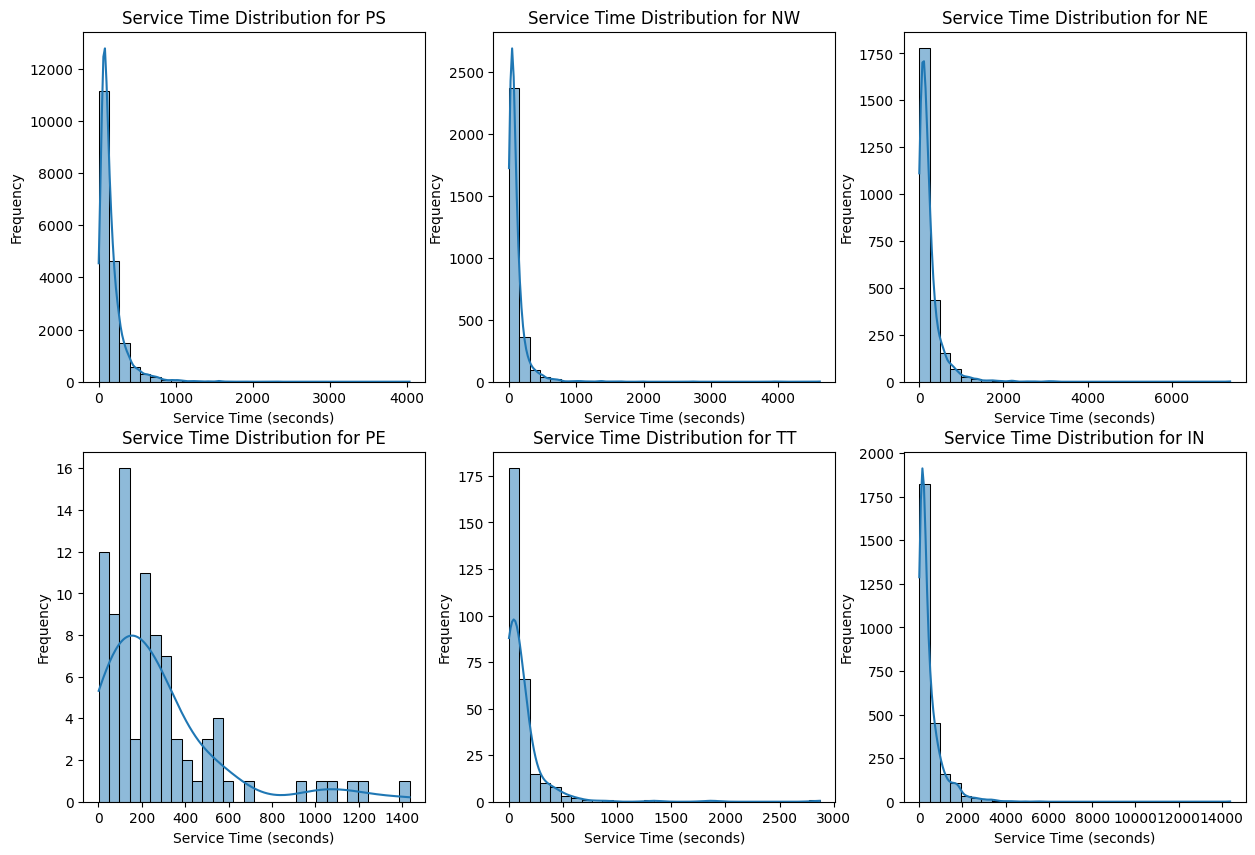 Service Time Distribution for PS
12000
10000
8000
6000
4000
2000
0
Frequency
0 1000 2000 3000 4000
Service Time (seconds)
Service Time Distribution for NW
2500
2000
1500
1000
500
0
Frequency
0 1000 2000 3000 4000
Service Time (seconds)
Service Time Distribution for NE
1750
1500
1250
1000
750
500
250
0
Frequency
0 2000 4000 6000
Service Time (seconds)
Service Time Distribution for PE
16
14
12
10
8
6
4
2
0
Frequency
0 200 400 600 800 1000 1200 1400
Service Time (seconds)
Service Time Distribution for TT
175
150
125
100
75
50
25
0
Frequency
0 500 1000 1500 2000 2500 3000
Service Time (seconds)
Service Time Distribution for IN
2000
1750
1500
1250
1000
750
500
250
0
Frequency
0 2000 4000 6000 8000 10000 12000 14000
Service Time (seconds)